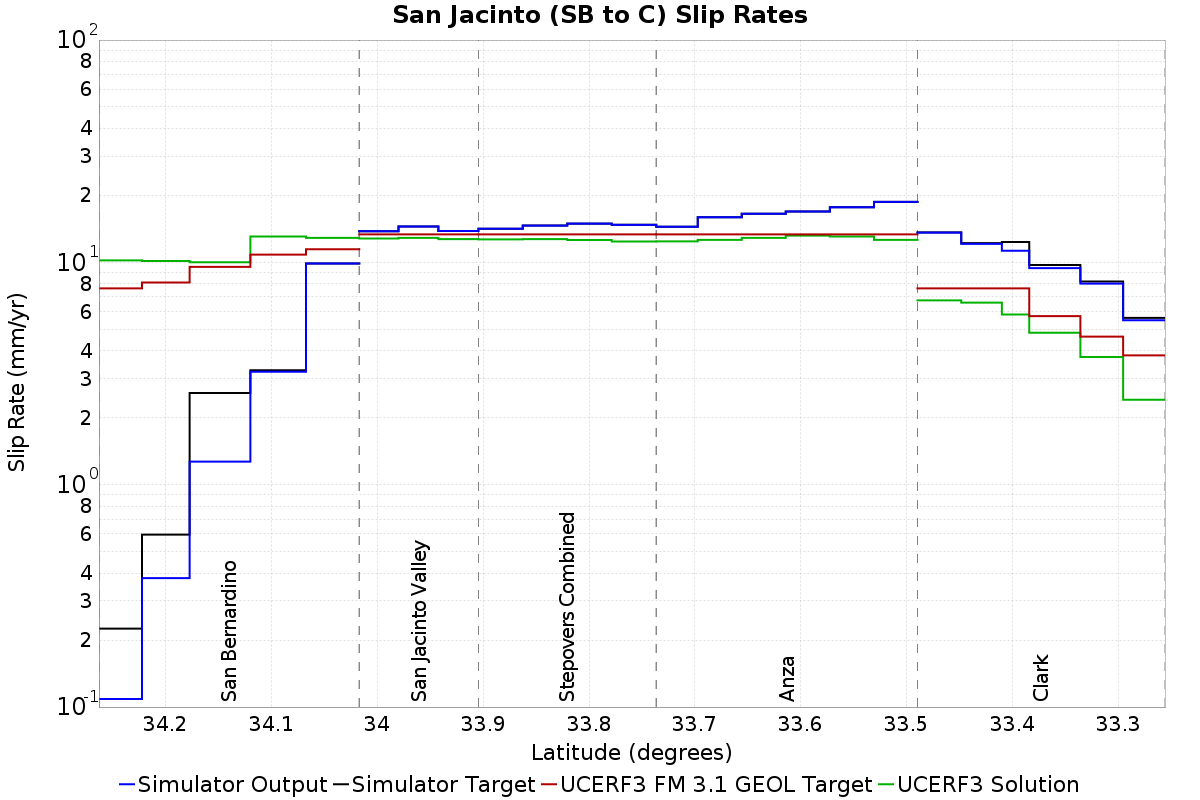 San Jacinto (SB to C) Slip Rates
Slip Rate (mm/yr)
10^2
8
6
4
3
2
10^1
8
6
4
3
2
10^0
8
6
4
3
2
10^-1
San Bernardino
San Jacinto Valley
Stepovers Combined
Anza
Clark
34.2 34.1 34 33.9 33.8 33.7 33.6 33.5 33.4 33.3
Latitude (degrees)
Simulator Output Simulator Target UCERF3 FM 3.1 GEOL Target UCERF3 Solution